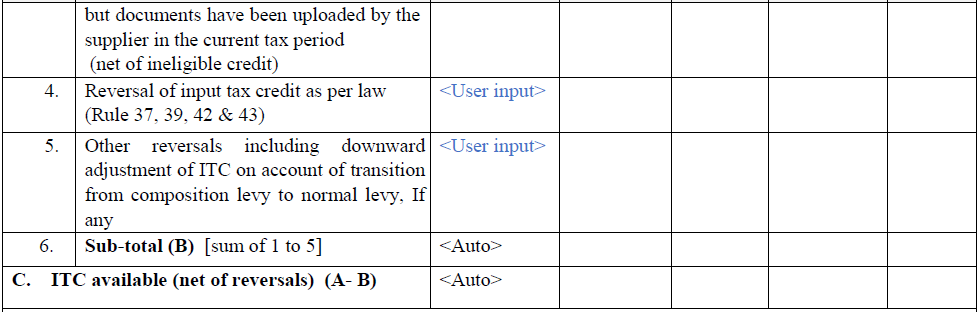 but documents have been uploaded by the
supplier in the current tax period
(net of ineligible credit)
4. Reversal of input tax credit as per law <User input>
(Rule 37, 39, 42 & 43)
5. Other reversals including downward <User input>
adjustment of ITC on account of transition
from composition levy to normal levy, If
any
6. Sub-total (B) [sum of 1 to 5] <Auto>
C. ITC available (net of reversals) (A- B) <Auto>